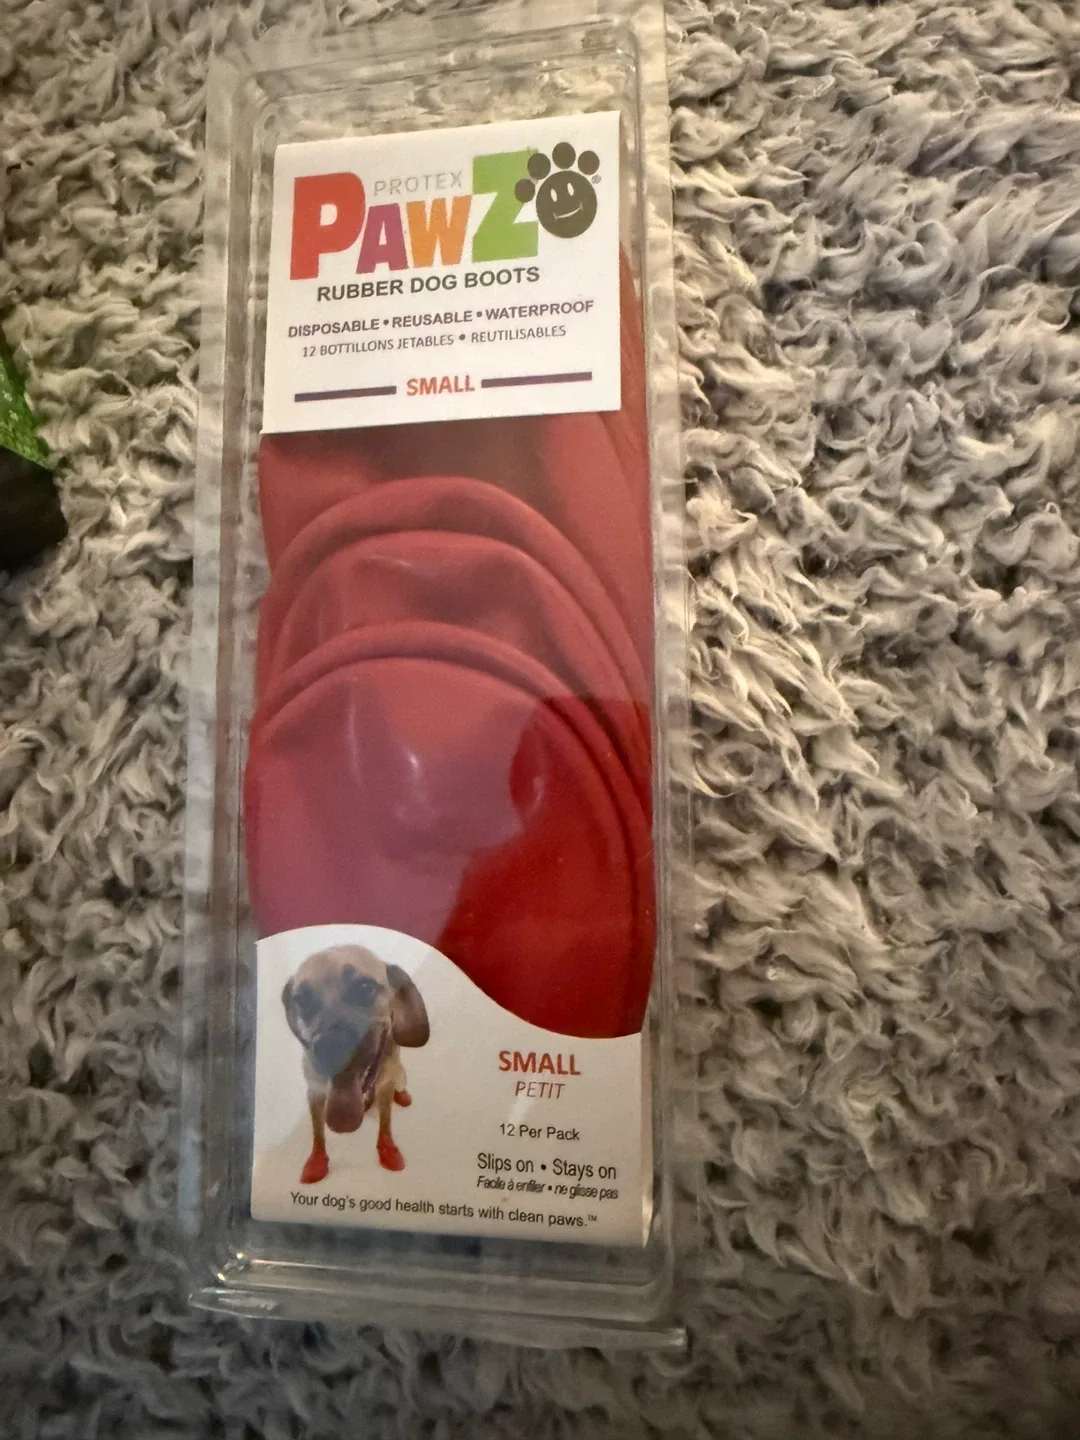 PROTEX
PAWZ
RUBBER DOG BOOTS
DISPOSABLE • REUSABLE • WATERPROOF
12 BOTTILLONS JETABLES • REUTILISABLES
SMALL
SMALL
PETIT
12 Per Pack
Slips on • Stays on
Facile à enfiler • ne glisse pas
Your dog's good health starts with clean paws.™